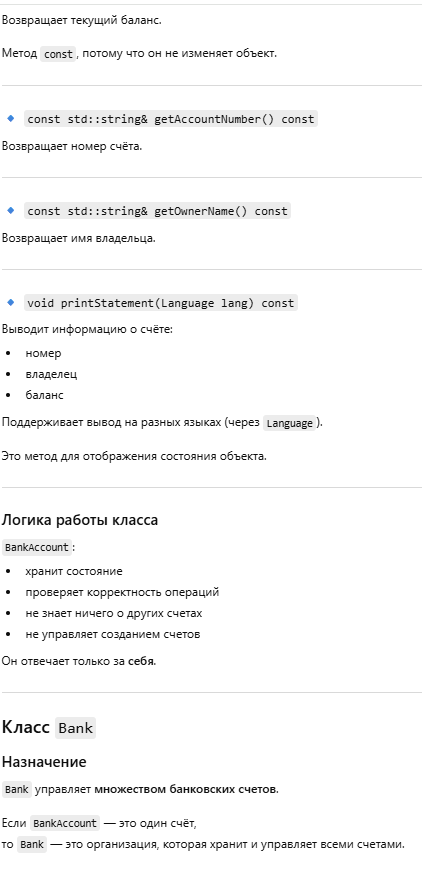 Возвращает текущий баланс.
Метод const, потому что он не изменяет объект.
const std::string& getAccountNumber() const
Возвращает номер счёта.
const std::string& getOwnerName() const
Возвращает имя владельца.
void printStatement(Language lang) const
Выводит информацию о счёте:
• номер
• владелец
• баланс
Поддерживает вывод на разных языках (через Language).
Это метод для отображения состояния объекта.
Логика работы класса
BankAccount:
• хранит состояние
• проверяет корректность операций
• не знает ничего о других счетах
• не управляет созданием счетов
Он отвечает только за себя.
Класс Bank
Назначение
Bank управляет множеством банковских счетов.
Если BankAccount — это один счёт,
то Bank — это организация, которая хранит и управляет всеми счетами.